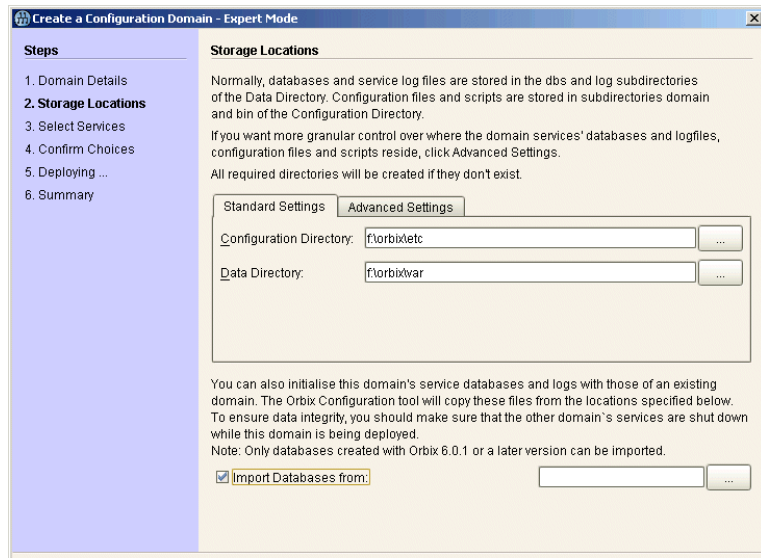 Create a Configuration Domain - Expert Mode
Steps
1. Domain Details
2. Storage Locations
3. Select Services
4. Confirm Choices
5. Deploying ...
6. Summary
Storage Locations
Normally, databases and service log files are stored in the dbs and log subdirectories
of the Data Directory. Configuration files and scripts are stored in subdirectories domain
and bin of the Configuration Directory.
If you want more granular control over where the domain services' databases and logfiles,
configuration files and scripts reside, click Advanced Settings.
All required directories will be created if they don't exist.
Standard Settings Advanced Settings
Configuration Directory: f:\orbix\etc ...
Data Directory: f:\orbix\var ...
You can also initialise this domain's service databases and logs with those of an existing
domain. The Orbix Configuration tool will copy these files from the locations specified below.
To ensure data integrity, you should make sure that the other domain`s services are shut down
while this domain is being deployed.
Note: Only databases created with Orbix 6.0.1 or a later version can be imported.
Import Databases from: ...